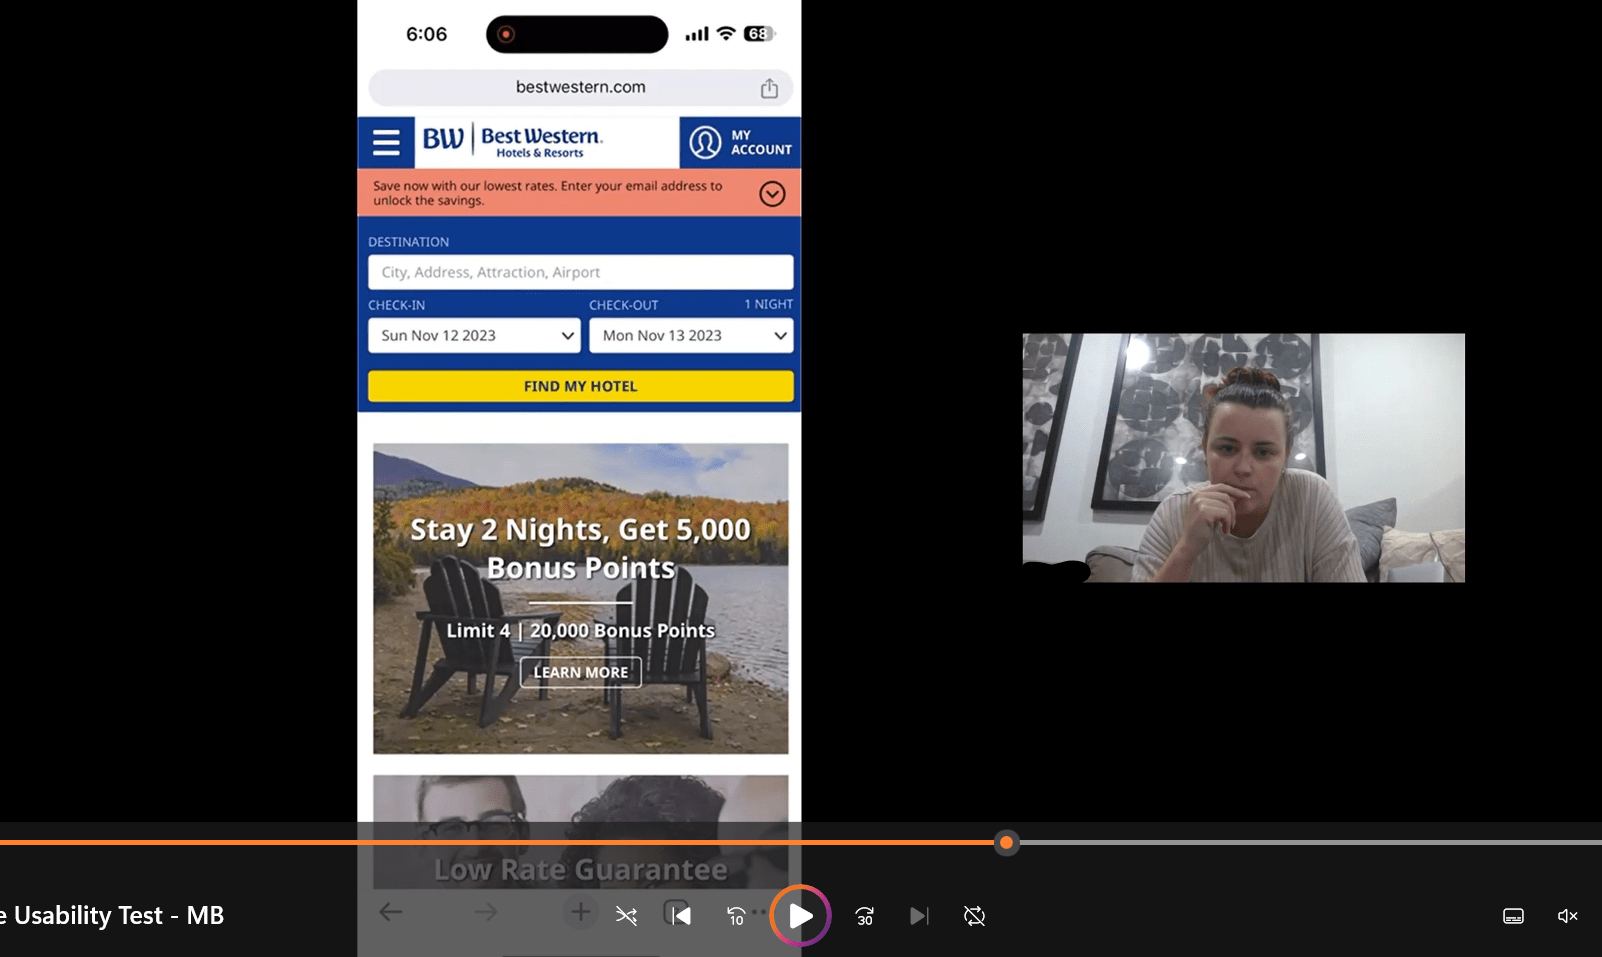 6:06
68
bestwestern.com
BW Best Western.
Hotels & Resorts
MY
ACCOUNT
Save now with our lowest rates. Enter your email address to
unlock the savings.
DESTINATION
City, Address, Attraction, Airport
CHECK-IN
CHECK-OUT
1 NIGHT
Sun Nov 12 2023
Mon Nov 13 2023
FIND MY HOTEL
Stay 2 Nights, Get 5,000
Bonus Points
Limit 4 | 20,000 Bonus Points
LEARN MORE
Low Rate Guarantee
e Usability Test - MB
10
30